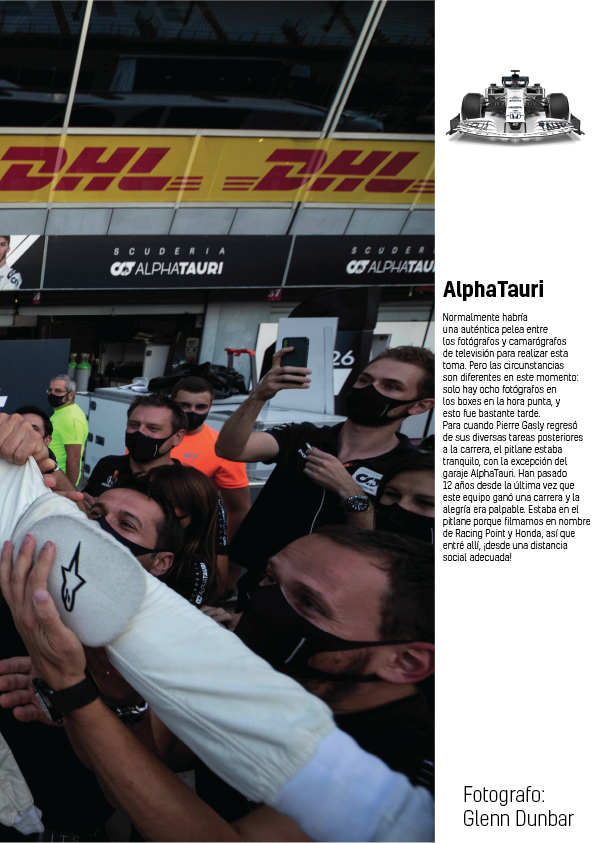 DHL DHL
SCUDERIA
ALPHATAURI
SCUDER
ALPHATAU
37
26
AlphaTauri
Normalmente habría
una auténtica pelea entre
los fotógrafos y camarógrafos
de televisión para realizar esta
toma. Pero las circunstancias
son diferentes en este momento:
solo hay ocho fotógrafos en
los boxes en la hora punta, y
esto fue bastante tarde.
Para cuando Pierre Gasly regresó
de sus diversas tareas posteriores
a la carrera, el pitlane estaba
tranquilo, con la excepción del
garaje AlphaTauri. Han pasado
12 años desde la última vez que
este equipo ganó una carrera y la
alegría era palpable. Estaba en el
pitlane porque filmamos en nombre
de Racing Point y Honda, así que
entré allí, ¡desde una distancia
social adecuada!
Fotografo:
Glenn Dunbar